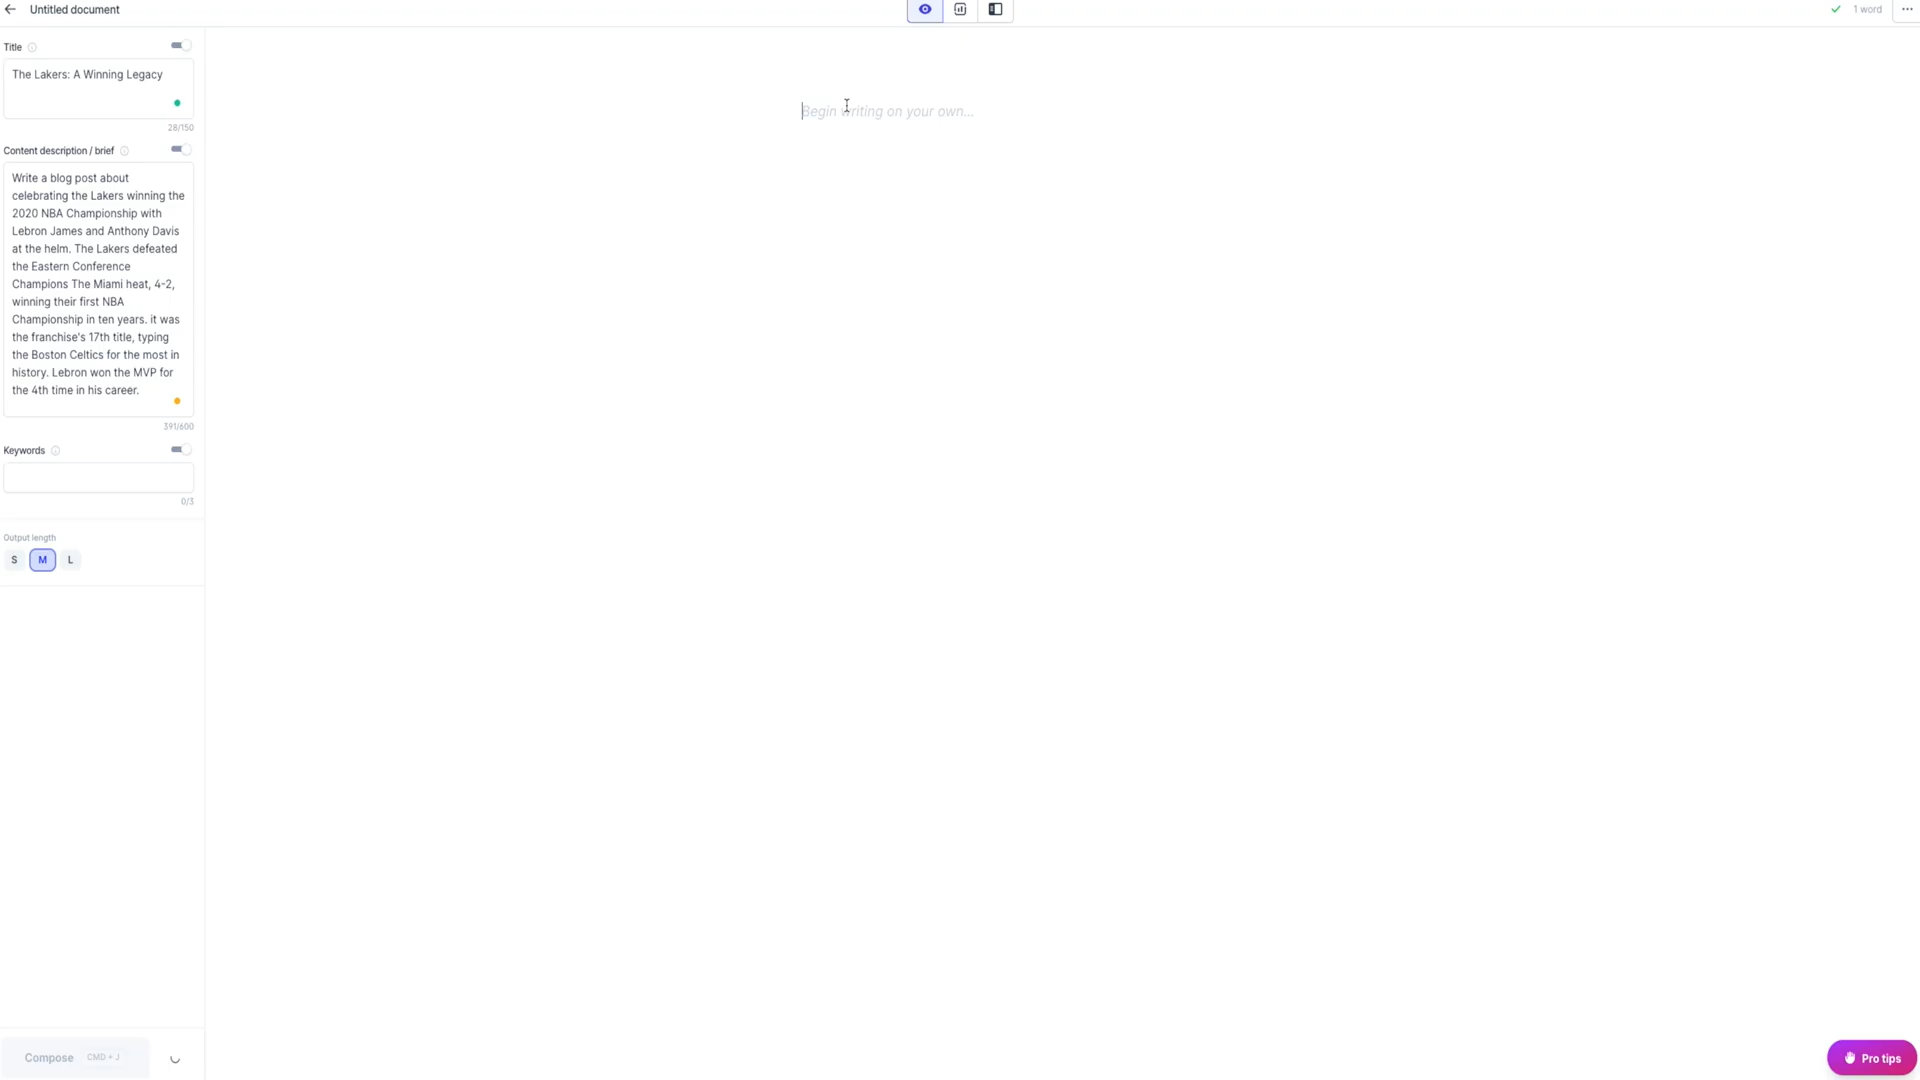 Untitled document
1 word
Title
The Lakers: A Winning Legacy
28/150
Content description / brief
Write a blog post about
celebrating the Lakers winning the
2020 NBA Championship with
Lebron James and Anthony Davis
at the helm. The Lakers defeated
the Eastern Conference
Champions The Miami heat, 4-2,
winning their first NBA
Championship in ten years. it was
the franchise's 17th title, typing
the Boston Celtics for the most in
history. Lebron won the MVP for
the 4th time in his career.
391/600
Keywords
0/3
Output length
S M L
Compose CMD + J
Begin writing on your own...
Pro tips